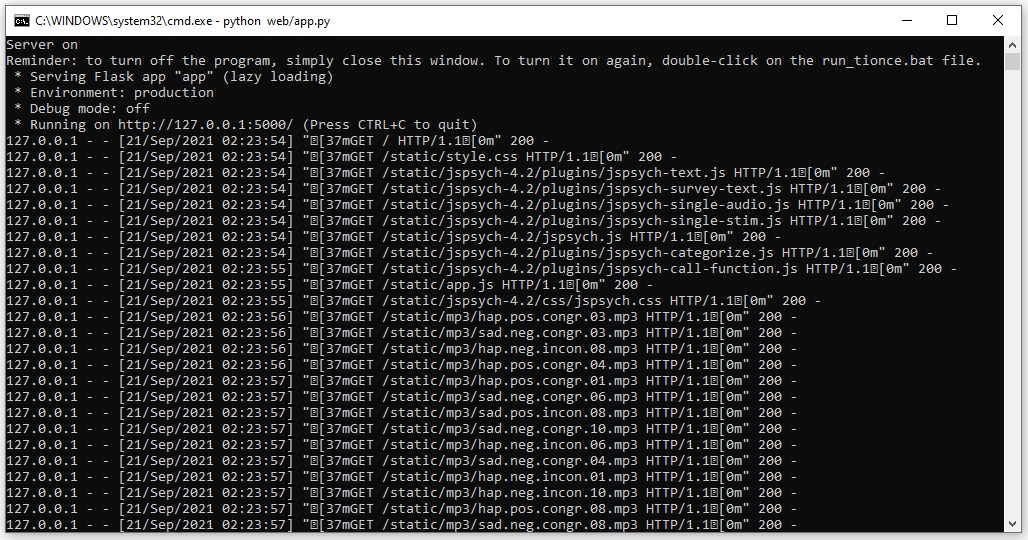 C:\WINDOWS\system32\cmd.exe - python  web/app.py
Server on
Reminder: to turn off the program, simply close this window. To turn it on again, double-click on the run_tionce.bat file.
 * Serving Flask app "app" (lazy loading)
 * Environment: production
 * Debug mode: off
 * Running on http://127.0.0.1:5000/ (Press CTRL+C to quit)
127.0.0.1 - - [21/Sep/2021 02:23:54] "⍰[37mGET / HTTP/1.1⍰[0m" 200 -
127.0.0.1 - - [21/Sep/2021 02:23:54] "⍰[37mGET /static/style.css HTTP/1.1⍰[0m" 200 -
127.0.0.1 - - [21/Sep/2021 02:23:54] "⍰[37mGET /static/jspsych-4.2/plugins/jspsych-text.js HTTP/1.1⍰[0m" 200 -
127.0.0.1 - - [21/Sep/2021 02:23:54] "⍰[37mGET /static/jspsych-4.2/plugins/jspsych-survey-text.js HTTP/1.1⍰[0m" 200 -
127.0.0.1 - - [21/Sep/2021 02:23:54] "⍰[37mGET /static/jspsych-4.2/plugins/jspsych-single-audio.js HTTP/1.1⍰[0m" 200 -
127.0.0.1 - - [21/Sep/2021 02:23:54] "⍰[37mGET /static/jspsych-4.2/plugins/jspsych-single-stim.js HTTP/1.1⍰[0m" 200 -
127.0.0.1 - - [21/Sep/2021 02:23:54] "⍰[37mGET /static/jspsych-4.2/jspsych.js HTTP/1.1⍰[0m" 200 -
127.0.0.1 - - [21/Sep/2021 02:23:54] "⍰[37mGET /static/jspsych-4.2/plugins/jspsych-categorize.js HTTP/1.1⍰[0m" 200 -
127.0.0.1 - - [21/Sep/2021 02:23:55] "⍰[37mGET /static/jspsych-4.2/plugins/jspsych-call-function.js HTTP/1.1⍰[0m" 200 -
127.0.0.1 - - [21/Sep/2021 02:23:55] "⍰[37mGET /static/app.js HTTP/1.1⍰[0m" 200 -
127.0.0.1 - - [21/Sep/2021 02:23:55] "⍰[37mGET /static/jspsych-4.2/css/jspsych.css HTTP/1.1⍰[0m" 200 -
127.0.0.1 - - [21/Sep/2021 02:23:56] "⍰[37mGET /static/mp3/hap.pos.congr.03.mp3 HTTP/1.1⍰[0m" 200 -
127.0.0.1 - - [21/Sep/2021 02:23:56] "⍰[37mGET /static/mp3/sad.neg.congr.03.mp3 HTTP/1.1⍰[0m" 200 -
127.0.0.1 - - [21/Sep/2021 02:23:56] "⍰[37mGET /static/mp3/hap.neg.incon.08.mp3 HTTP/1.1⍰[0m" 200 -
127.0.0.1 - - [21/Sep/2021 02:23:56] "⍰[37mGET /static/mp3/hap.pos.congr.04.mp3 HTTP/1.1⍰[0m" 200 -
127.0.0.1 - - [21/Sep/2021 02:23:57] "⍰[37mGET /static/mp3/hap.pos.congr.01.mp3 HTTP/1.1⍰[0m" 200 -
127.0.0.1 - - [21/Sep/2021 02:23:57] "⍰[37mGET /static/mp3/sad.neg.congr.06.mp3 HTTP/1.1⍰[0m" 200 -
127.0.0.1 - - [21/Sep/2021 02:23:57] "⍰[37mGET /static/mp3/sad.pos.incon.08.mp3 HTTP/1.1⍰[0m" 200 -
127.0.0.1 - - [21/Sep/2021 02:23:57] "⍰[37mGET /static/mp3/sad.neg.congr.10.mp3 HTTP/1.1⍰[0m" 200 -
127.0.0.1 - - [21/Sep/2021 02:23:57] "⍰[37mGET /static/mp3/hap.neg.incon.06.mp3 HTTP/1.1⍰[0m" 200 -
127.0.0.1 - - [21/Sep/2021 02:23:57] "⍰[37mGET /static/mp3/sad.neg.congr.04.mp3 HTTP/1.1⍰[0m" 200 -
127.0.0.1 - - [21/Sep/2021 02:23:57] "⍰[37mGET /static/mp3/hap.neg.incon.01.mp3 HTTP/1.1⍰[0m" 200 -
127.0.0.1 - - [21/Sep/2021 02:23:57] "⍰[37mGET /static/mp3/hap.neg.incon.10.mp3 HTTP/1.1⍰[0m" 200 -
127.0.0.1 - - [21/Sep/2021 02:23:57] "⍰[37mGET /static/mp3/hap.pos.congr.08.mp3 HTTP/1.1⍰[0m" 200 -
127.0.0.1 - - [21/Sep/2021 02:23:57] "⍰[37mGET /static/mp3/sad.neg.congr.08.mp3 HTTP/1.1⍰[0m" 200 -